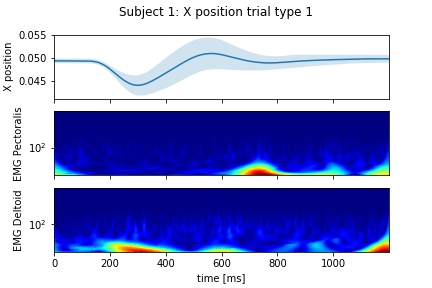 Subject 1: X position trial type 1
0.055
0.050
0.045
X position
10²
EMG Pectoralis
10²
EMG Deltoid
0 200 400 600 800 1000
time [ms]